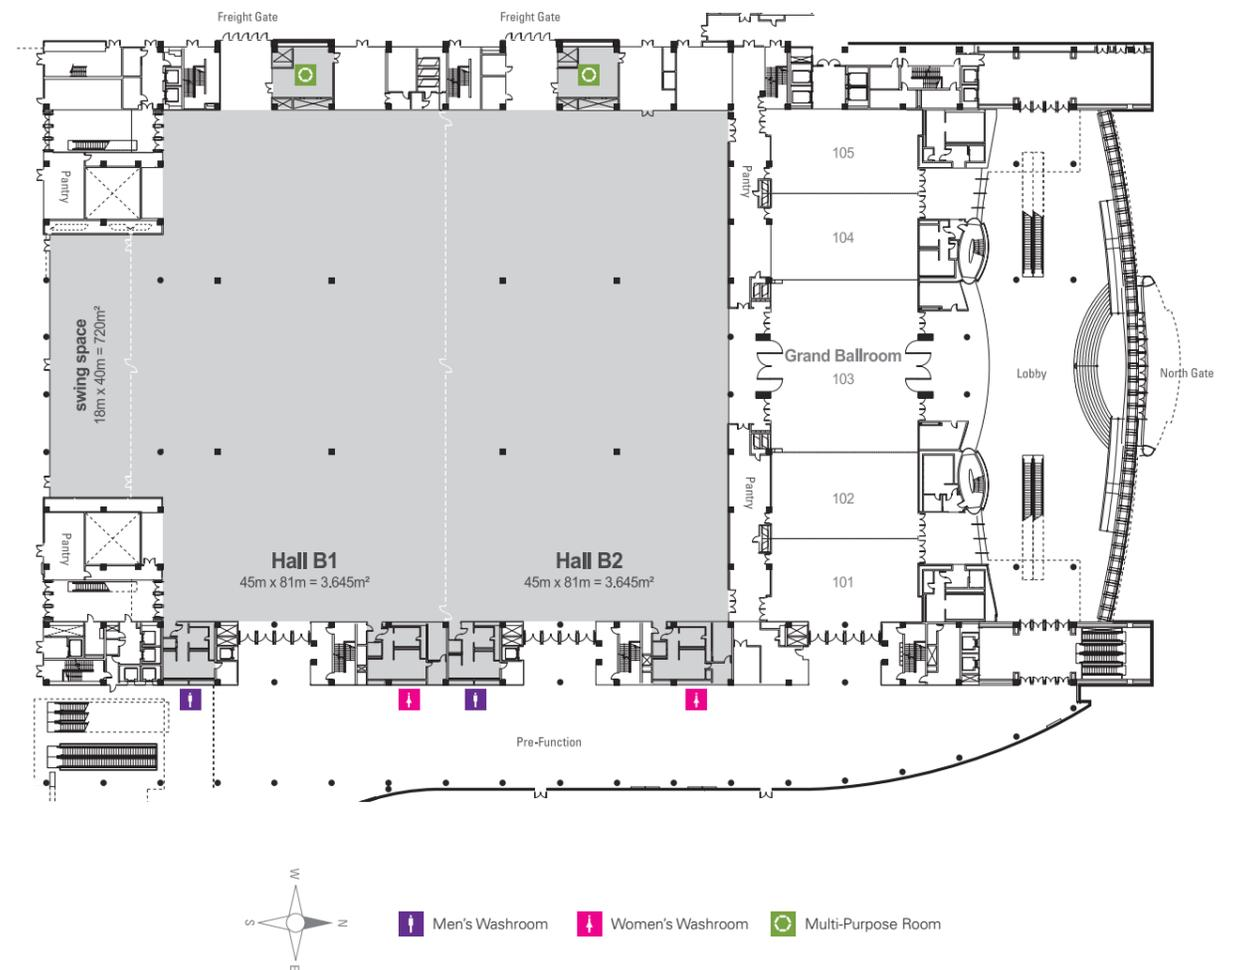 Freight Gate
Freight Gate
Pantry
Pantry
105
104
swing space
18m x 40m = 720m²
Grand Ballroom
103
Lobby
North Gate
Pantry
Pantry
102
101
Hall B1
45m x 81m = 3,645m²
Hall B2
45m x 81m = 3,645m²
Pre-Function
W
S
N
E
Men's Washroom
Women's Washroom
Multi-Purpose Room